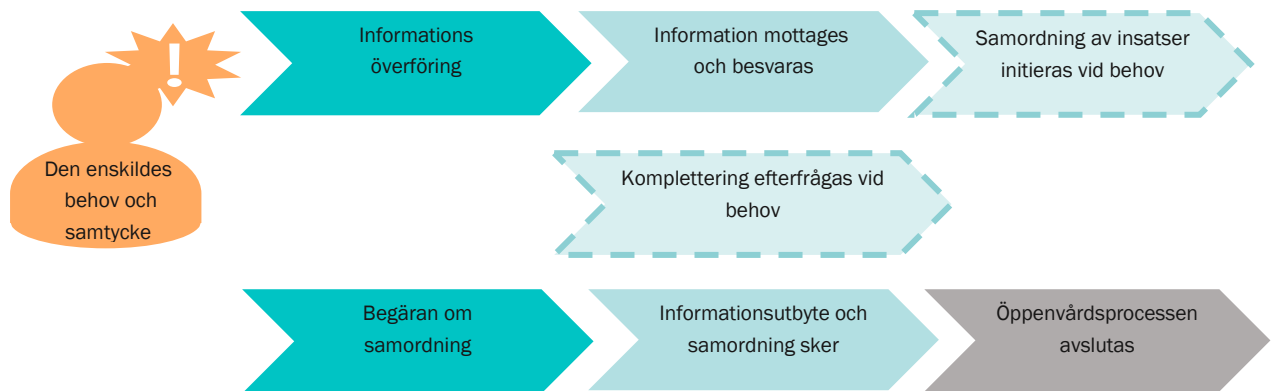 !
Den enskildes
behov och
samtycke
Informations
överföring
Information mottages
och besvaras
Samordning av insatser
initieras vid behov
Komplettering efterfrågas vid
behov
Begäran om
samordning
Informationsutbyte och
samordning sker
Öppenvårdsprocessen
avslutas